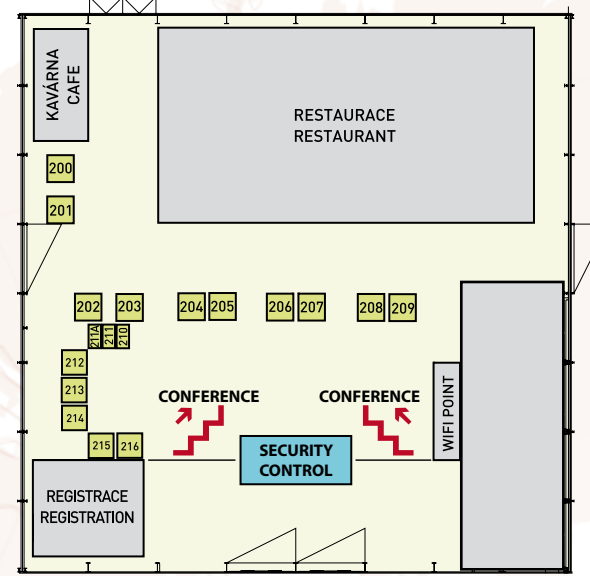 KAVÁRNA
CAFE
RESTAURACE
RESTAURANT
200
201
202
203
204
205
206
207
208
209
211A
211
210
212
213
214
215
216
CONFERENCE
CONFERENCE
WIFI POINT
SECURITY
CONTROL
REGISTRACE
REGISTRATION